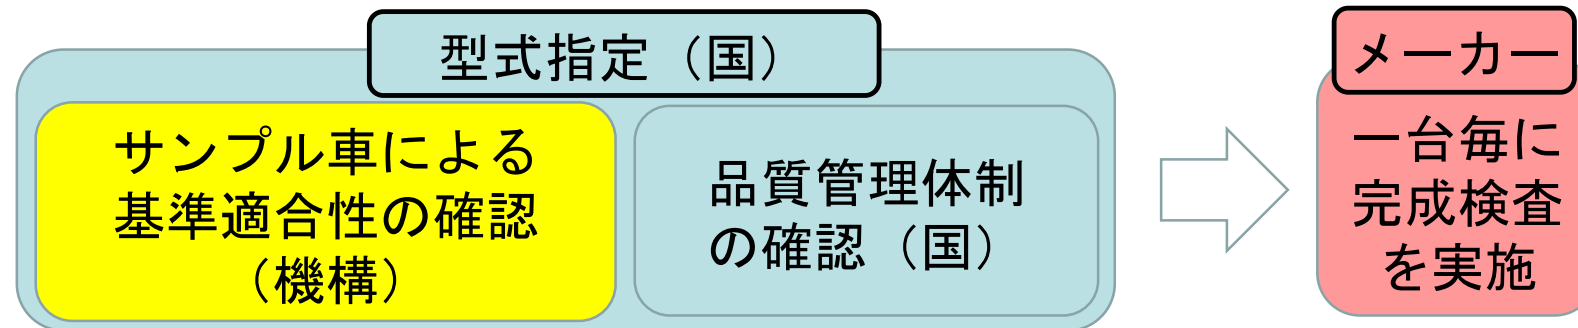 型式指定（国）
サンプル車による
基準適合性の確認
（機構）
品質管理体制
の確認（国）
メーカー
一台毎に
完成検査
を実施